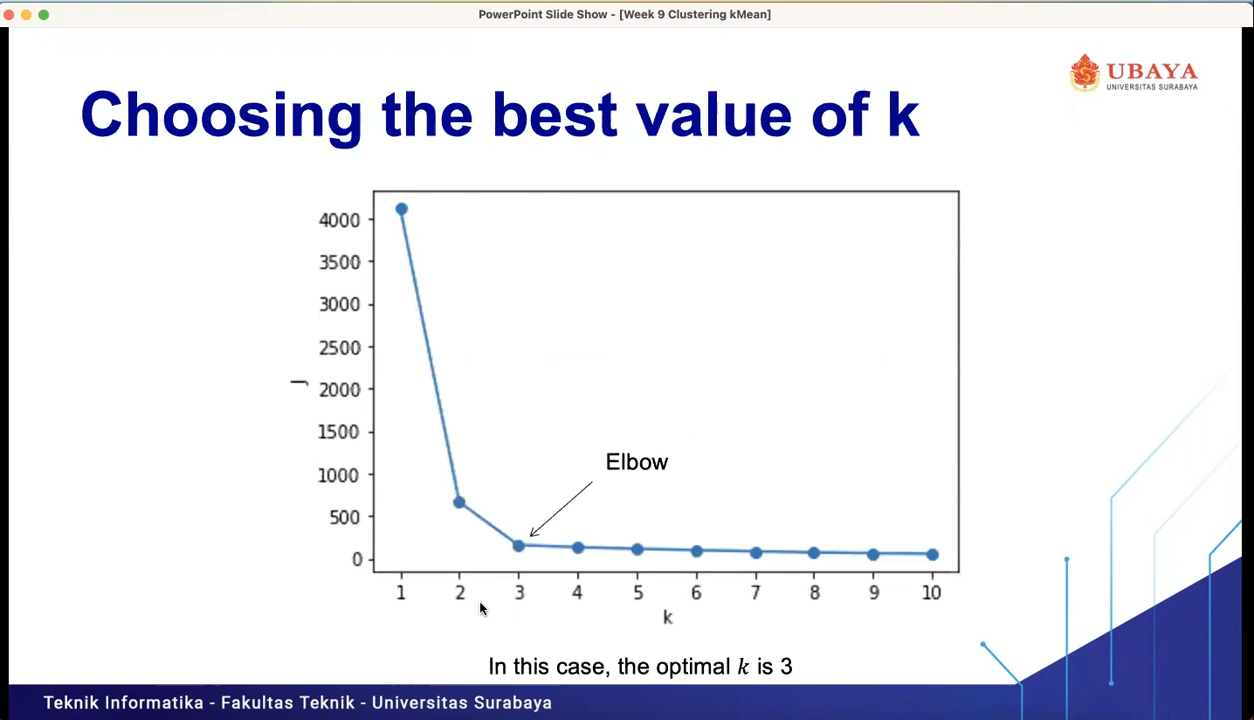 PowerPoint Slide Show - [Week 9 Clustering kMean]
UBAYA
UNIVERSITAS SURABAYA
Choosing the best value of k
4000
3500
3000
2500
2000
1500
1000
500
0
J
Elbow
1 2 3 4 5 6 7 8 9 10
k
In this case, the optimal k is 3
Teknik Informatika - Fakultas Teknik - Universitas Surabaya